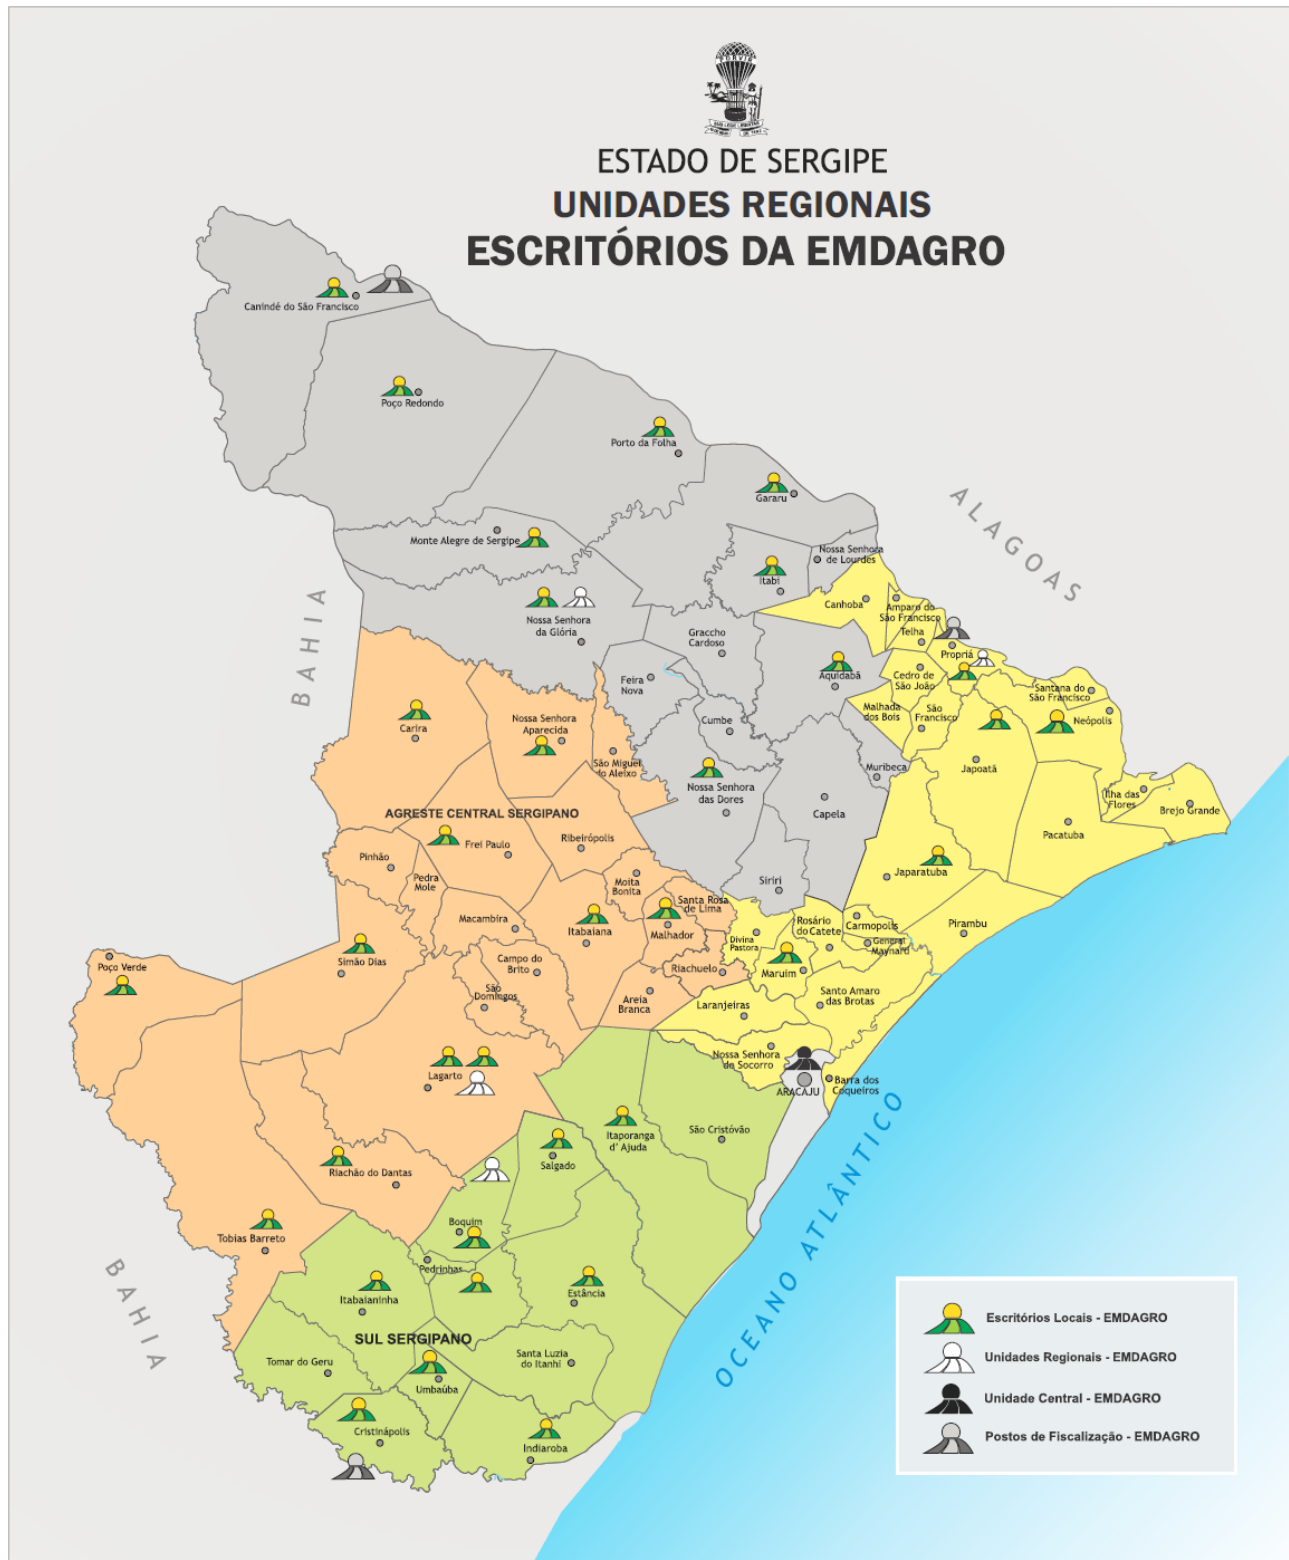 ESTADO DE SERGIPE
UNIDADES REGIONAIS
ESCRITÓRIOS DA EMDAGRO
Canindé do São Francisco
Poço Redondo
Porto da Folha
Gararu
ALAGOAS
Monte Alegre de Sergipe
Nossa Senhora
de Lourdes
Itabi
BAHIA
Canhoba
Amparo do
São Francisco
Telha
Nossa Senhora
da Glória
Graccho
Cardoso
Propriá
Feira
Nova
Aquidabã
Cedro de
São João
Santana do
São Francisco
Neópolis
Malhada
dos Bois
São
Francisco
Carira
Nossa Senhora
Aparecida
Cumbe
São Miguel
do Aleixo
Muribeca
Japoatã
Nossa Senhora
das Dores
Ilha das
Flores
Brejo Grande
AGRESTE CENTRAL SERGIPANO
Capela
Pacatuba
Ribeirópolis
Frei Paulo
Pinhão
Pedra
Mole
Moita
Bonita
Siriri
Japaratuba
Santa Rosa
de Lima
Macambira
Itabaiana
Malhador
Divina
Pastora
Rosário
do Catete
Carmopolis
Pirambu
General
Maynard
Poço Verde
Simão Dias
Campo do
Brito
Riachuelo
Maruim
São
Domingos
Areia
Branca
Laranjeiras
Santo Amaro
das Brotas
Lagarto
Nossa Senhora
do Socorro
ARACAJU
Barra dos
Coqueiros
Itaporanga
d' Ajuda
São Cristóvão
Salgado
Riachão do Dantas
OCEANO ATLÂNTICO
Boquim
Tobias Barreto
Pedrinhas
BAHIA
Itabaianinha
Estância
SUL SERGIPANO
Tomar do Geru
Santa Luzia
do Itanhi
Umbaúba
Cristinápolis
Indiaroba
Escritórios Locais - EMDAGRO
Unidades Regionais - EMDAGRO
Unidade Central - EMDAGRO
Postos de Fiscalização - EMDAGRO